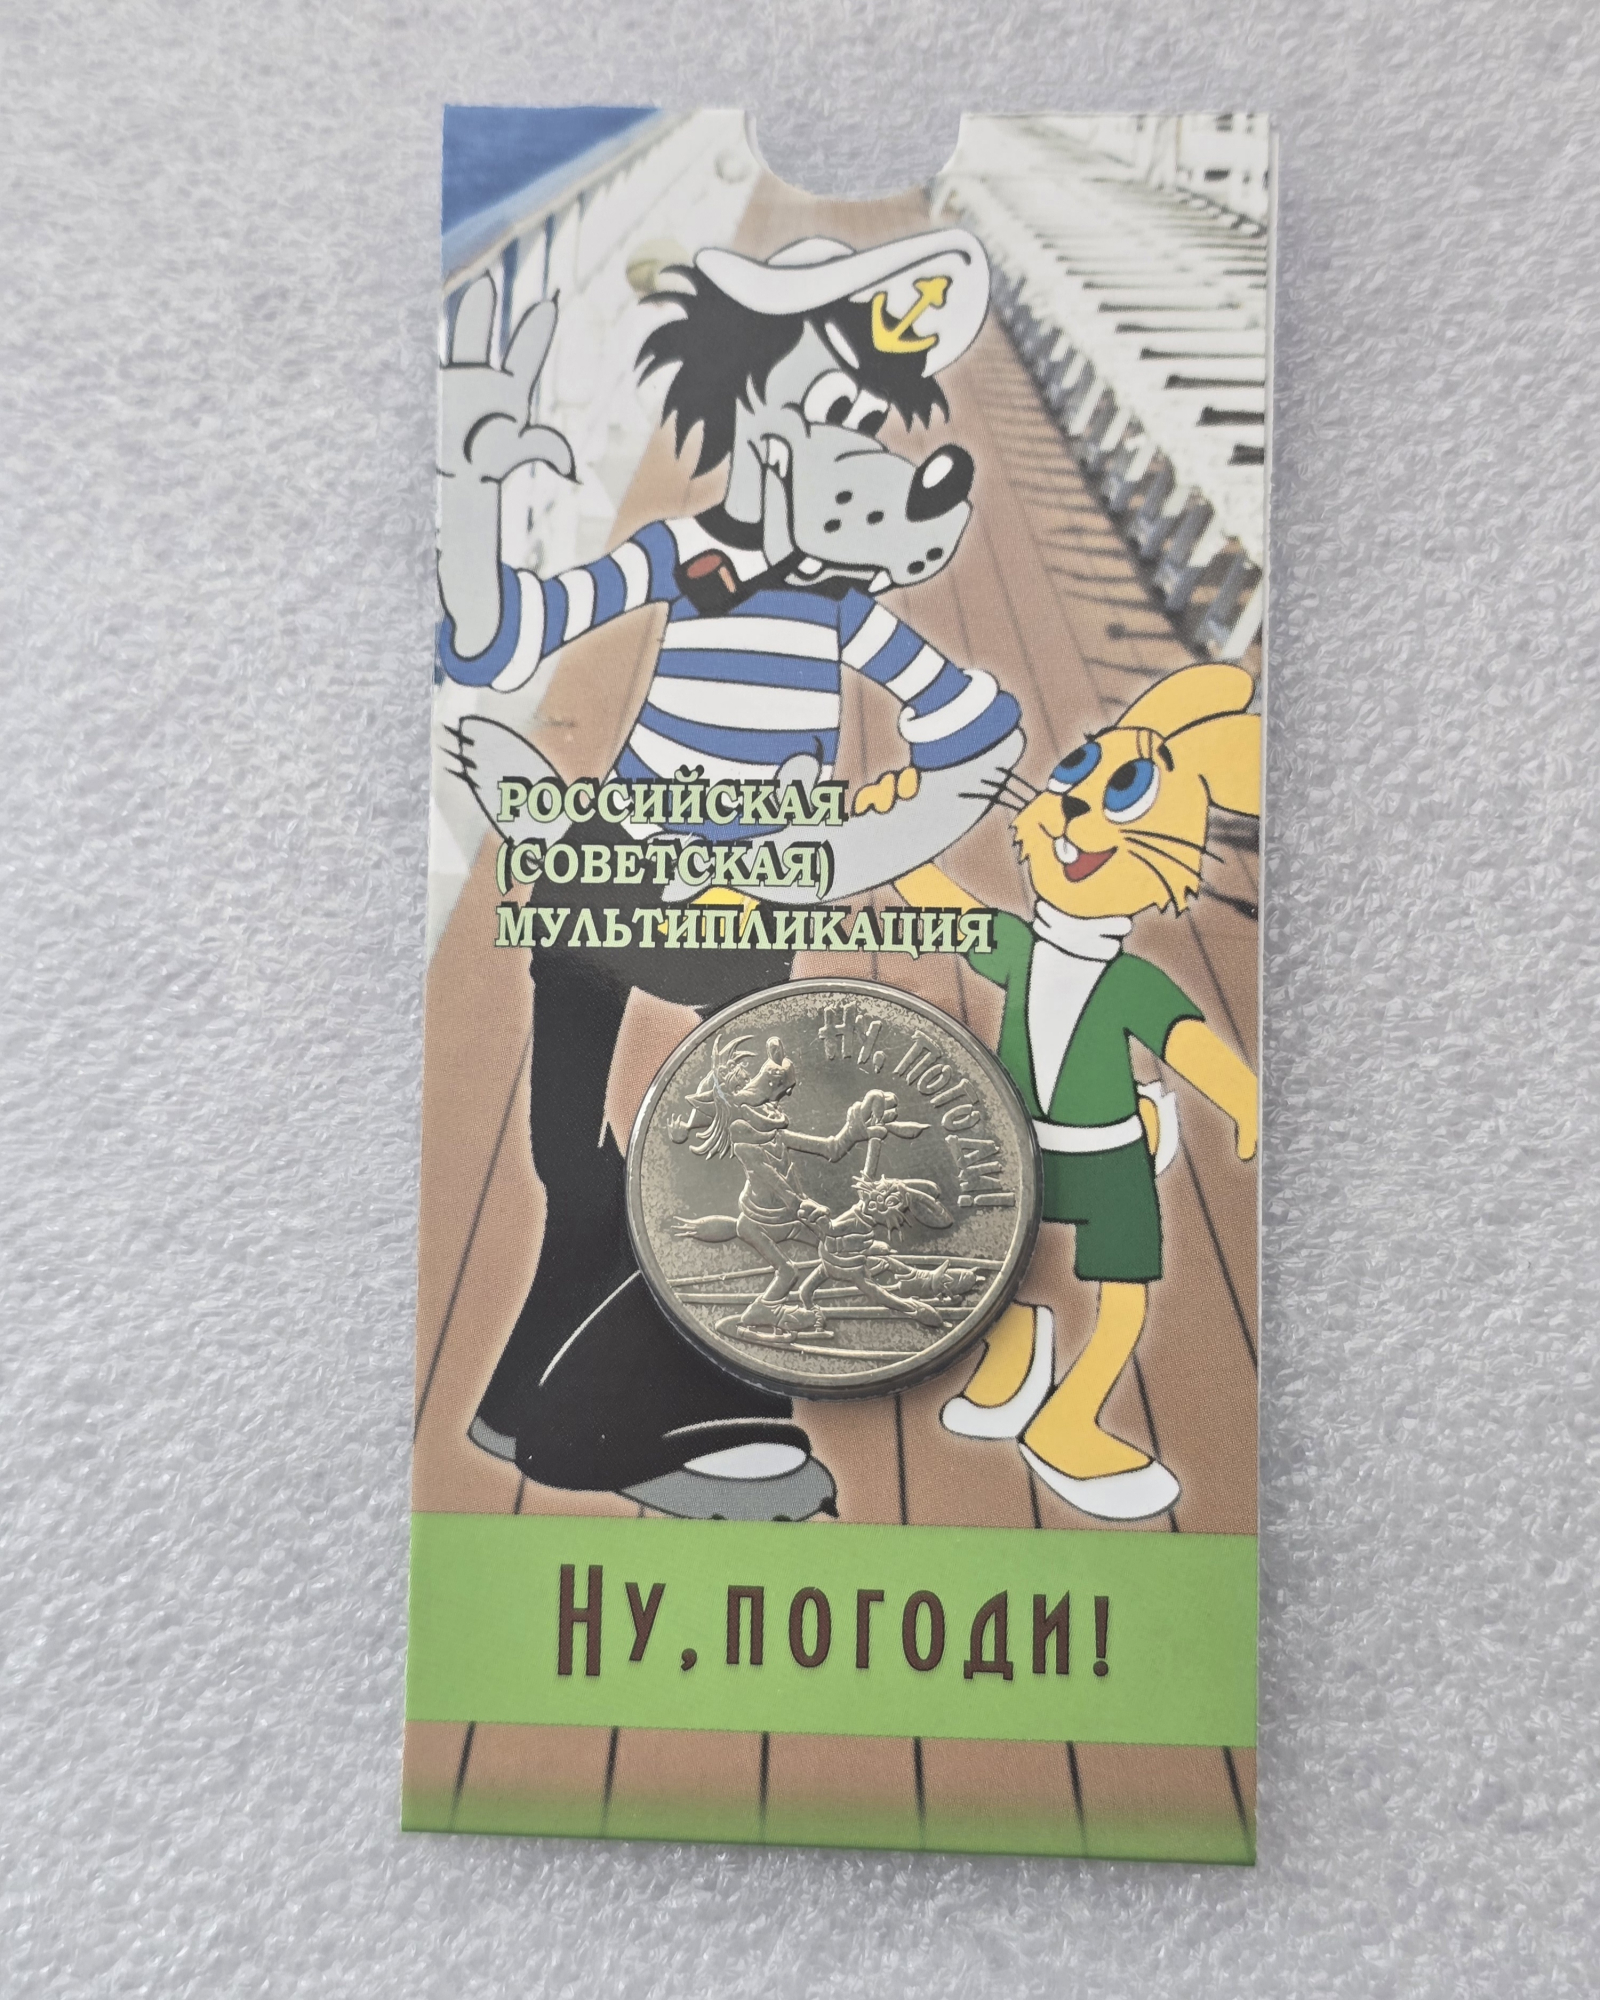 РОССИЙСКАЯ
(СОВЕТСКАЯ)
МУЛЬТИПЛИКАЦИЯ
НУ, ПОГОДИ!
НУ, ПОГОДИ!